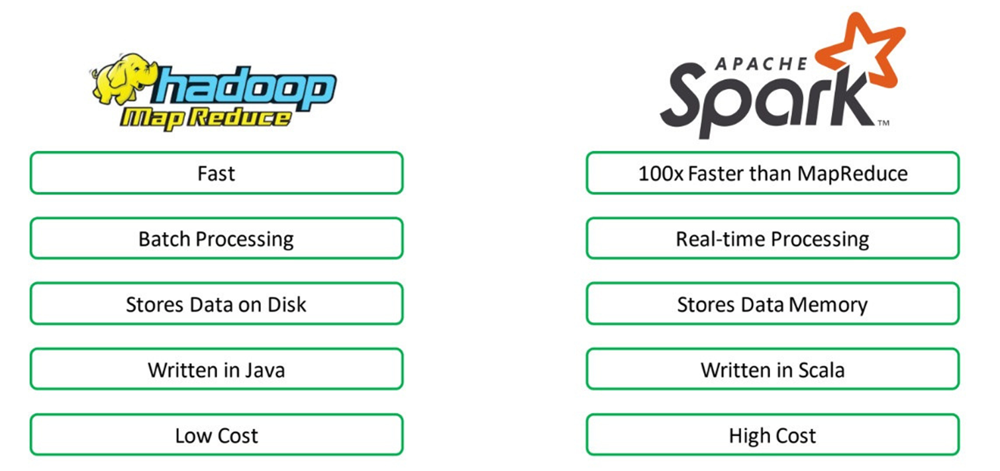 hadoop
Map Reduce
APACHE
Spark™
Fast
100x Faster than MapReduce
Batch Processing
Real-time Processing
Stores Data on Disk
Stores Data Memory
Written in Java
Written in Scala
Low Cost
High Cost